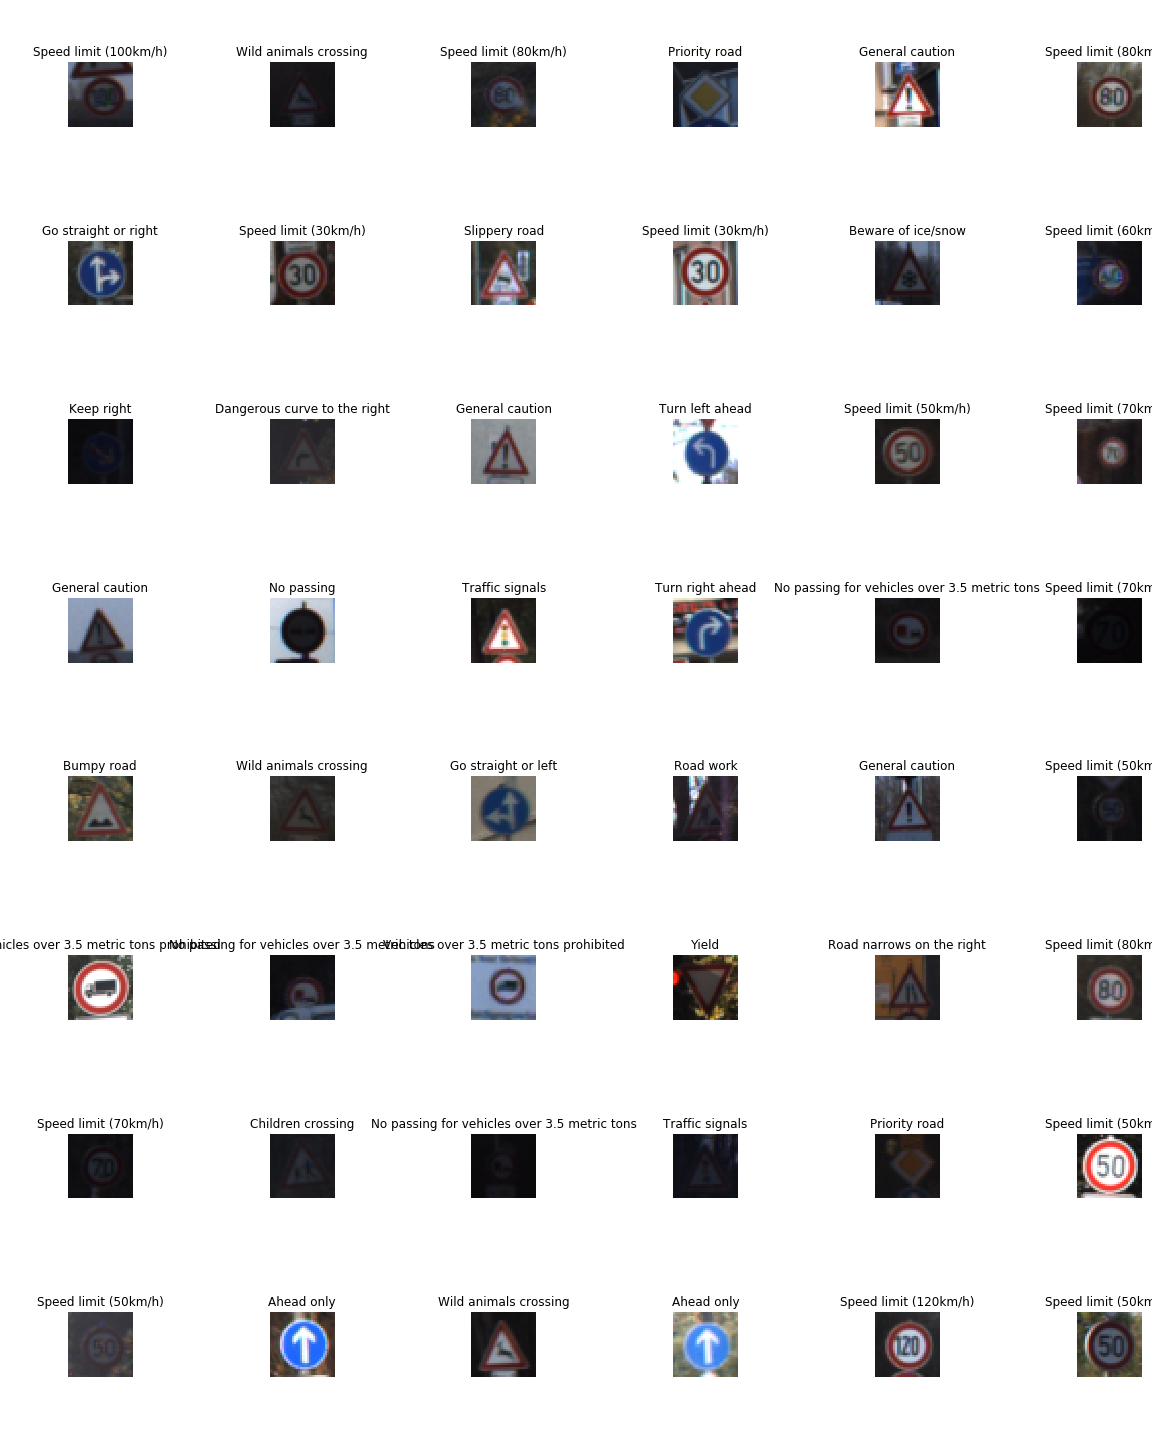 Speed limit (100km/h) Wild animals crossing Speed limit (80km/h) Priority road General caution Speed limit (80km
80
Go straight or right Speed limit (30km/h) Slippery road Speed limit (30km/h) Beware of ice/snow Speed limit (60km
30 30
Keep right Dangerous curve to the right General caution Turn left ahead Speed limit (50km/h) Speed limit (70km
50 70
General caution No passing Traffic signals Turn right ahead No passing for vehicles over 3.5 metric tons Speed limit (70km
70
Bumpy road Wild animals crossing Go straight or left Road work General caution Speed limit (50km
hicles over 3.5 metric tons prohibited No passing for vehicles over 3.5 metric tons Vehicles over 3.5 metric tons prohibited Yield Road narrows on the right Speed limit (80km
80
Speed limit (70km/h) Children crossing No passing for vehicles over 3.5 metric tons Traffic signals Priority road Speed limit (50km
70 50
Speed limit (50km/h) Ahead only Wild animals crossing Ahead only Speed limit (120km/h) Speed limit (50km
50 120 50